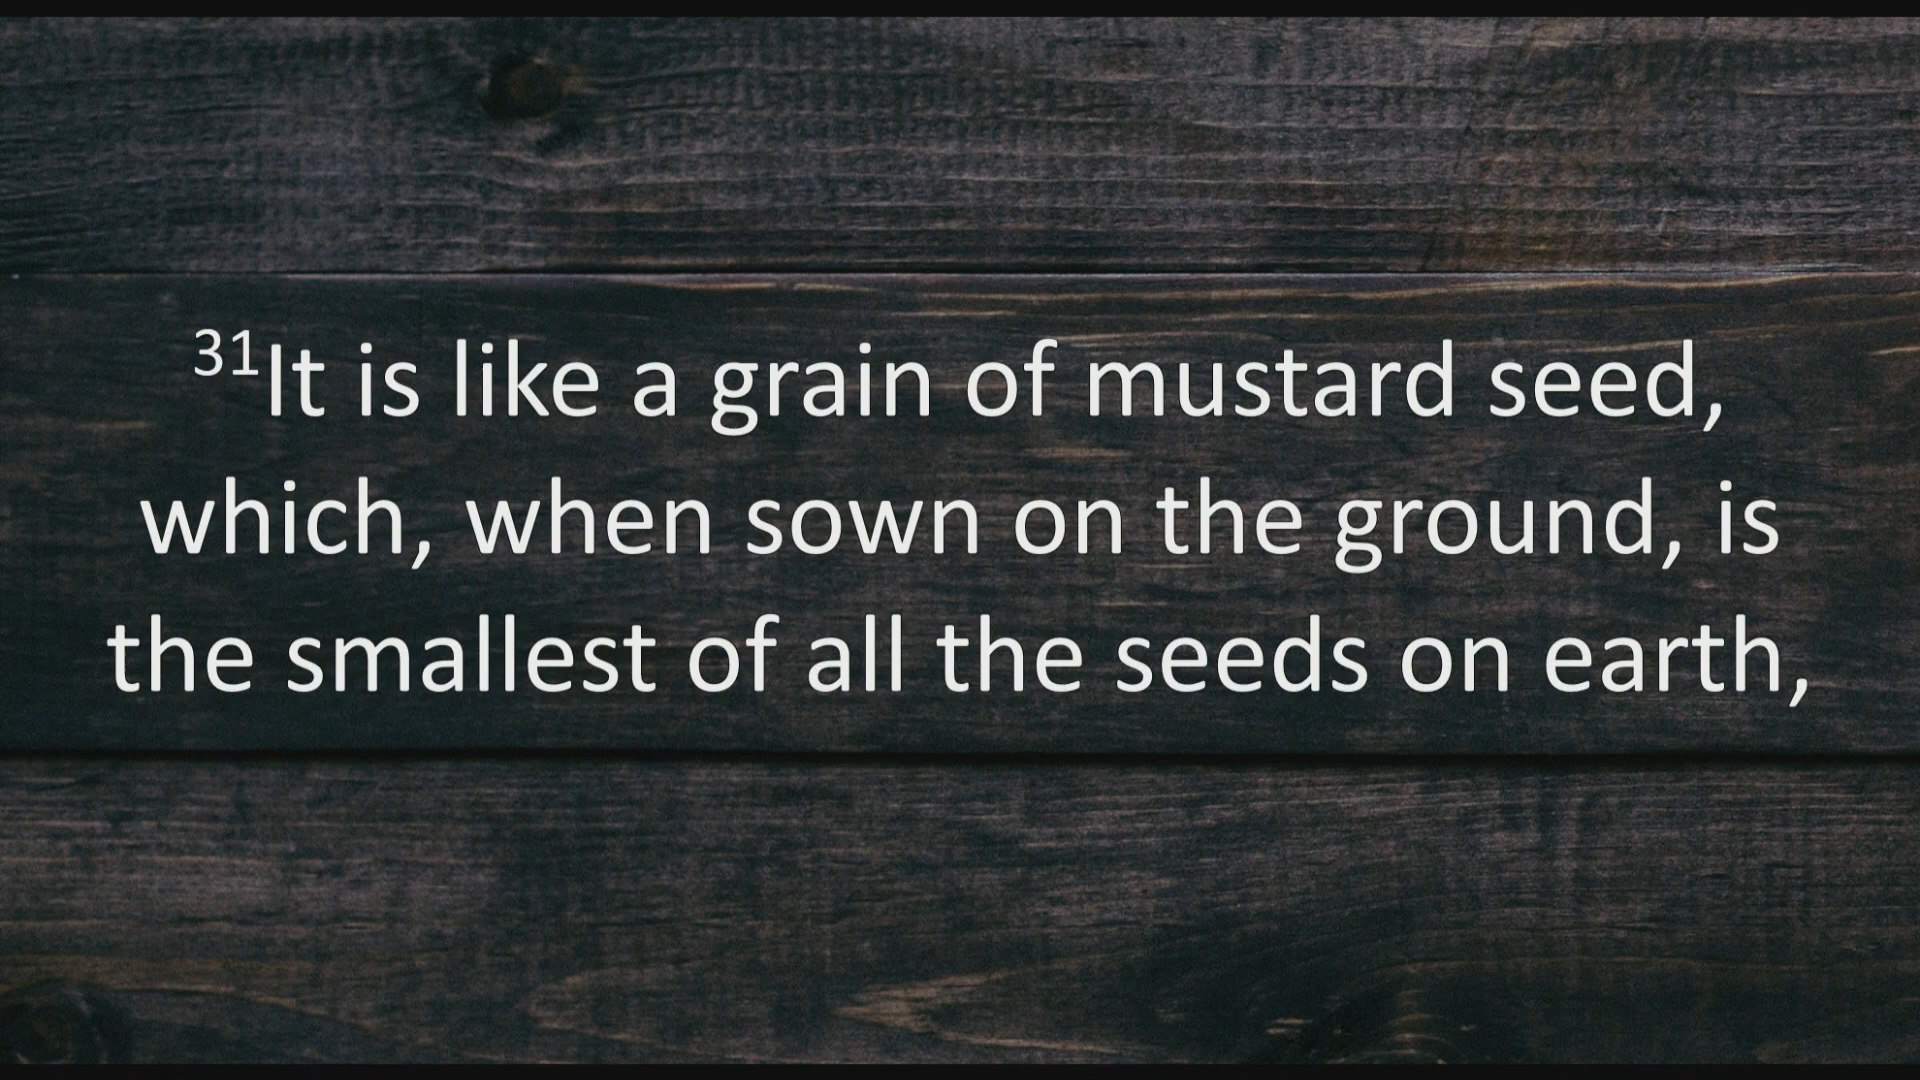 31It is like a grain of mustard seed,
which, when sown on the ground, is
the smallest of all the seeds on earth,